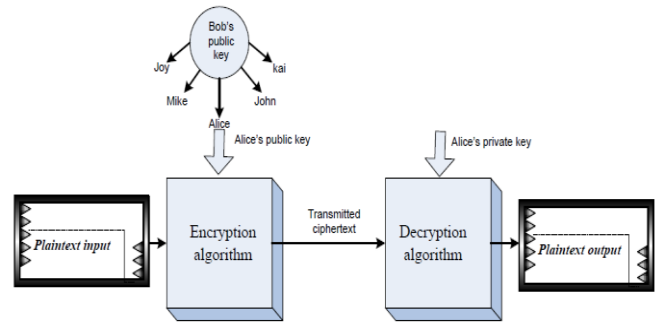 Bob's
public
key
Joy
kai
Mike
John
Alice
Alice's public key
Alice's private key
Plaintext input
Encryption
algorithm
Transmitted
ciphertext
Decryption
algorithm
Plaintext output